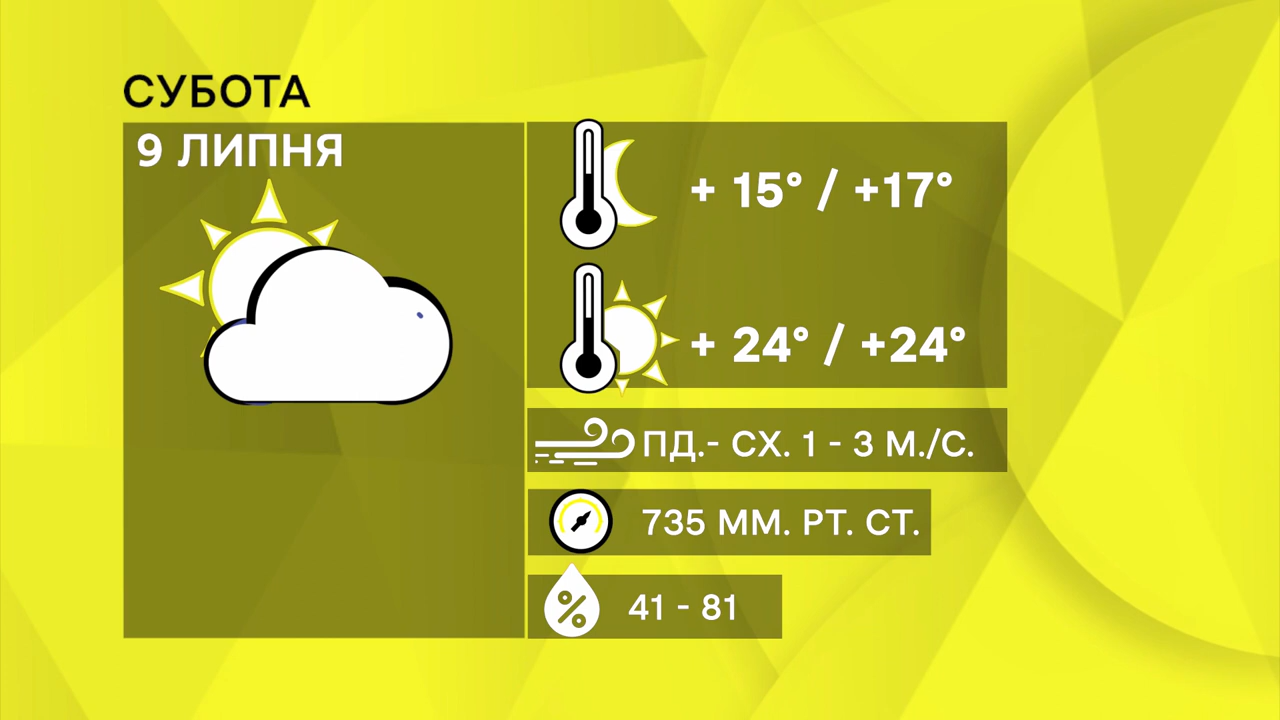 СУБОТА
9 ЛИПНЯ
+ 15° / +17°
+ 24° / +24°
ПД.- СХ. 1 - 3 М./С.
735 ММ. РТ. СТ.
% 41 - 81